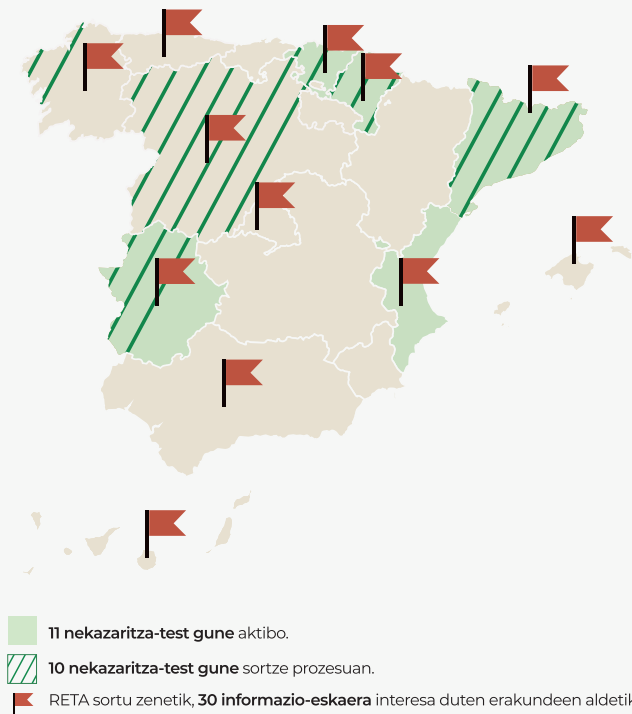 11 nekazaritza-test gune aktibo.
10 nekazaritza-test gune sortze prozesuan.
RETA sortu zenetik, 30 informazio-eskaera interesa duten erakundeen aldetik